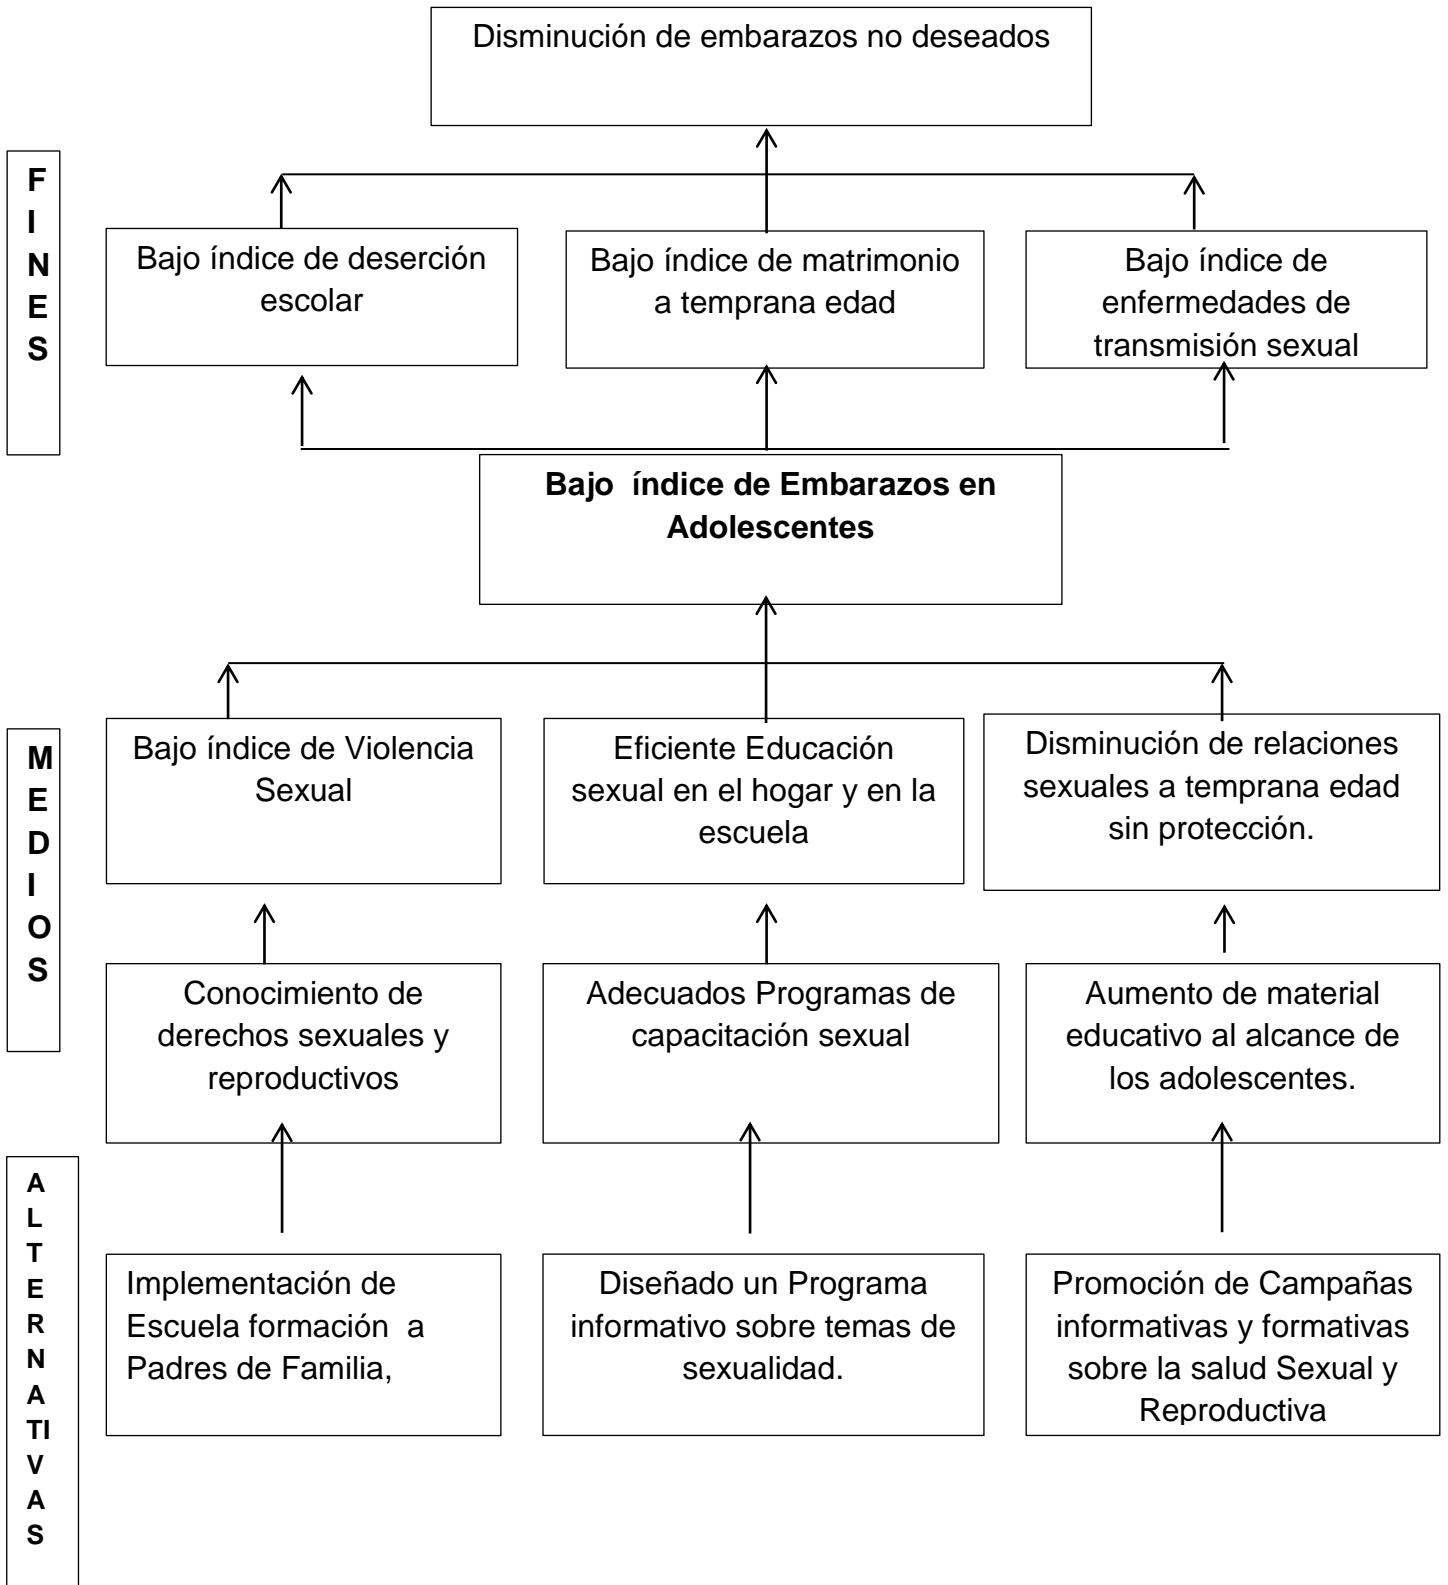 Disminución de embarazos no deseados
F
I
N
E
S
Bajo índice de deserción
escolar
Bajo índice de matrimonio
a temprana edad
Bajo índice de
enfermedades de
transmisión sexual
Bajo índice de Embarazos en
Adolescentes
M
E
D
I
O
S
Bajo índice de Violencia
Sexual
Eficiente Educación
sexual en el hogar y en la
escuela
Disminución de relaciones
sexuales a temprana edad
sin protección.
Conocimiento de
derechos sexuales y
reproductivos
Adecuados Programas de
capacitación sexual
Aumento de material
educativo al alcance de
los adolescentes.
A
L
T
E
R
N
A
TI
V
A
S
Implementación de
Escuela formación a
Padres de Familia,
Diseñado un Programa
informativo sobre temas de
sexualidad.
Promoción de Campañas
informativas y formativas
sobre la salud Sexual y
Reproductiva